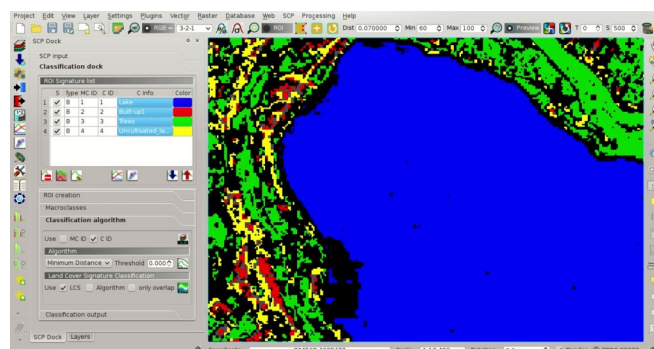 Project Edit View Layer Settings Plugins Vector Raster Database Web SCP Processing Help
RGB = 3-2-1 ROI Dist 0.070000 Min 60 Max 100 Preview T 0 S 500
SCP Dock
SCP input
Classification dock
ROI Signature list
S Type MC ID C ID C Info Color
1 B 1 1 Lake
2 B 2 2 Built-up1
3 B 3 3 Trees
4 B 4 4 Uncultivated_la...
ROI creation
Macroclasses
Classification algorithm
Use MC ID C ID
Algorithm
Minimum Distance Threshold 0.000
Land Cover Signature Classification
Use LCS Algorithm only overlap
Classification output
SCP Dock Layers